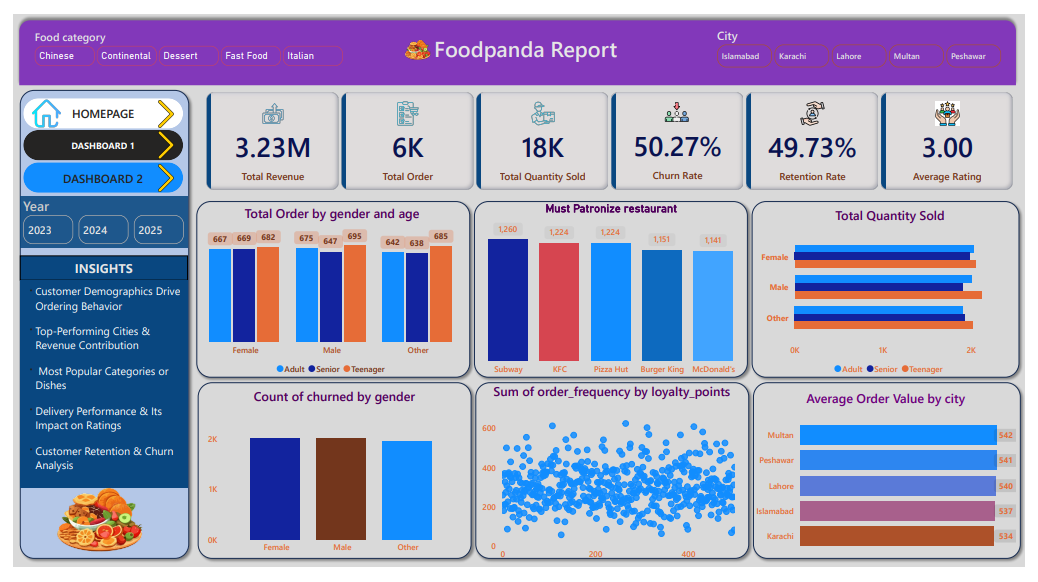 Food category
Chinese
Continental
Dessert
Fast Food
Italian
Foodpanda Report
City
Islamabad
Karachi
Lahore
Multan
Peshawar
HOMEPAGE
DASHBOARD 1
DASHBOARD 2
Year
2023
2024
2025
INSIGHTS
Customer Demographics Drive
Ordering Behavior
Top-Performing Cities &
Revenue Contribution
Most Popular Categories or
Dishes
Delivery Performance & Its
Impact on Ratings
Customer Retention & Churn
Analysis
3.23M
Total Revenue
6K
Total Order
18K
Total Quantity Sold
50.27%
Churn Rate
49.73%
Retention Rate
3.00
Average Rating
Total Order by gender and age
667 669 682
675 647 695
642 638 685
Female Male Other
Adult Senior Teenager
Must Patronize restaurant
1,260 1,224 1,224 1,151 1,141
Subway KFC Pizza Hut Burger King McDonald's
Total Quantity Sold
Female
Male
Other
0K 1K 2K
Adult Senior Teenager
Count of churned by gender
2K
1K
0K
Female Male Other
Sum of order_frequency by loyalty_points
600
400
200
0
0 200 400
Average Order Value by city
Multan 542
Peshawar 541
Lahore 540
Islamabad 537
Karachi 534